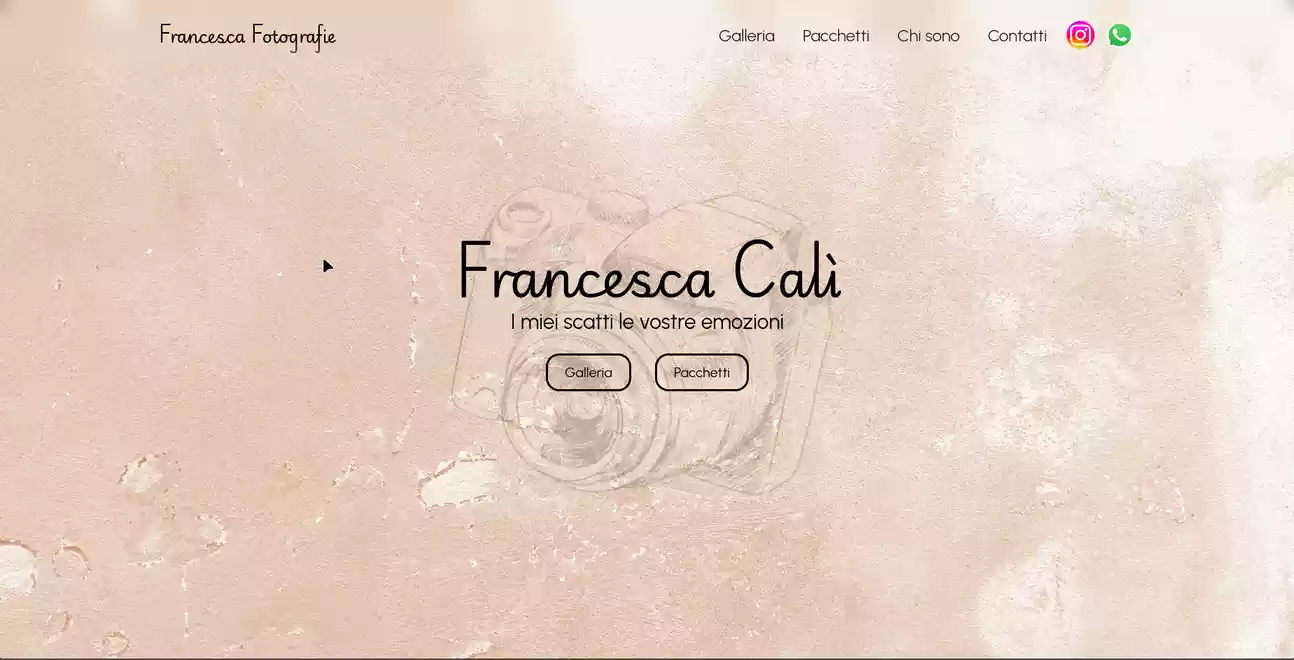 Francesca Fotografie
Galleria Pacchetti Chi sono Contatti
Francesca Calì
I miei scatti le vostre emozioni
Galleria Pacchetti